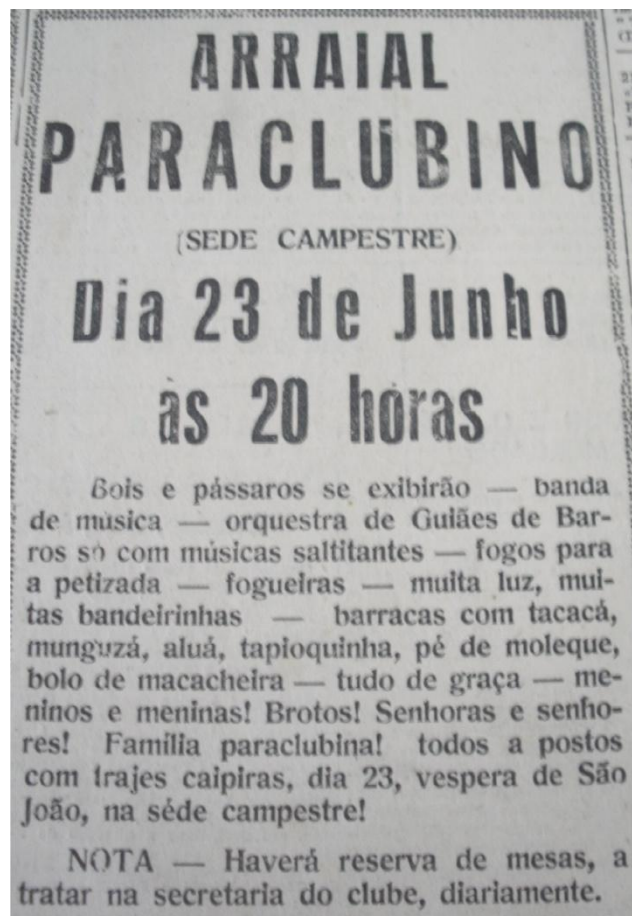 ARRAIAL
PARACLUBINO
(SEDE CAMPESTRE)
Dia 23 de Junho
às 20 horas
Bois e pássaros se exibirão — banda
de música — orquestra de Guiães de Bar-
ros só com músicas saltitantes — fogos para
a petizada — fogueiras — muita luz, mui-
tas bandeirinhas — barracas com tacacá,
munguzá, aluá, tapioquinha, pé de moleque,
bolo de macacheira — tudo de graça — me-
ninos e meninas! Brotos! Senhoras e senho-
res! Família paraclubina! todos a postos
com trajes caipiras, dia 23, vespera de São
João, na séde campestre!
NOTA — Haverá reserva de mesas, a
tratar na secretaria do clube, diariamente.